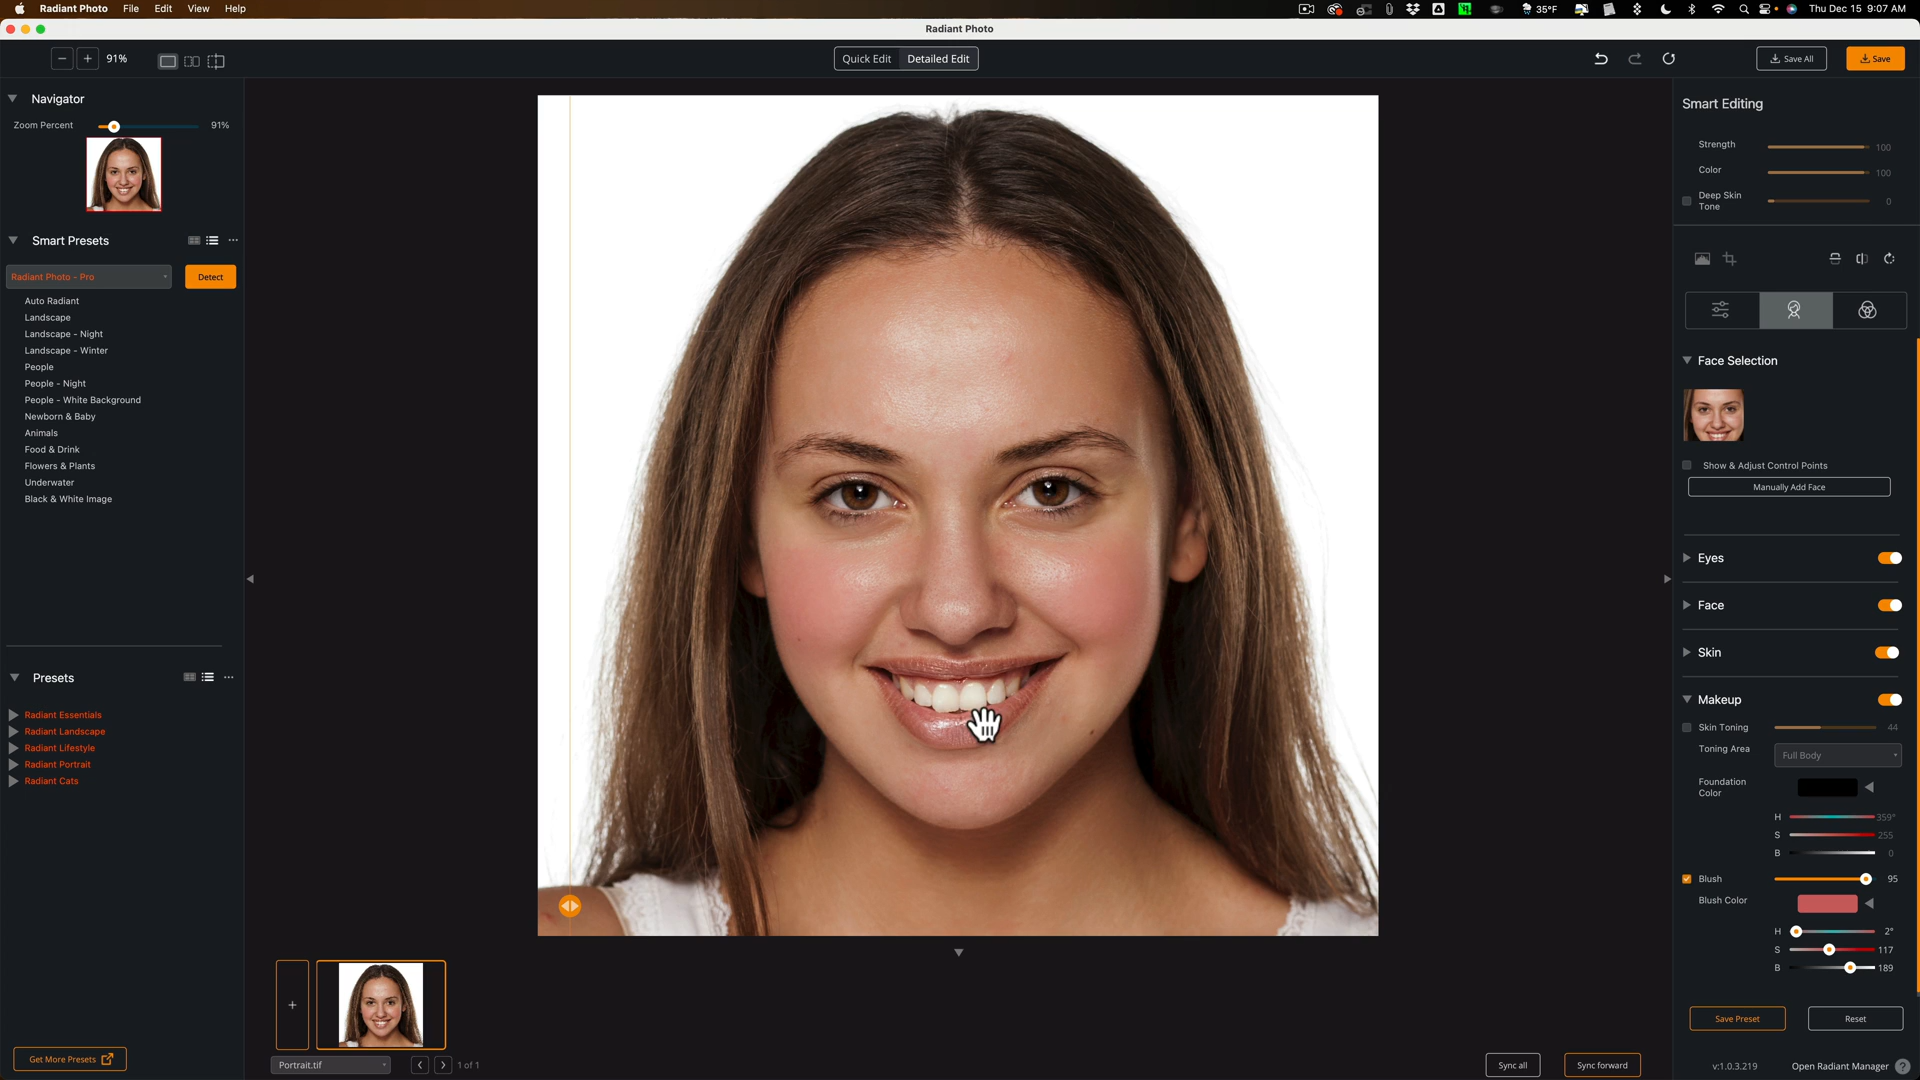 Radiant Photo File Edit View Help
35°F Thu Dec 15 9:07 AM
Radiant Photo
91%
Quick Edit Detailed Edit
Save All
Save
Navigator
Zoom Percent 91%
Smart Presets
Radiant Photo - Pro
Detect
Auto Radiant
Landscape
Landscape - Night
Landscape - Winter
People
People - Night
People - White Background
Newborn & Baby
Animals
Food & Drink
Flowers & Plants
Underwater
Black & White Image
Presets
Radiant Essentials
Radiant Landscape
Radiant Lifestyle
Radiant Portrait
Radiant Cats
Get More Presets
+
Portrait.tif
1 of 1
Sync all
Sync forward
Smart Editing
Strength 100
Color 100
Deep Skin
Tone 0
Face Selection
Show & Adjust Control Points
Manually Add Face
Eyes
Face
Skin
Makeup
Skin Toning 44
Toning Area Full Body
Foundation
Color
H 359°
S 255
B 0
Blush 95
Blush Color
H 2°
S 117
B 189
Save Preset
Reset
v:1.0.3.219 Open Radiant Manager ?